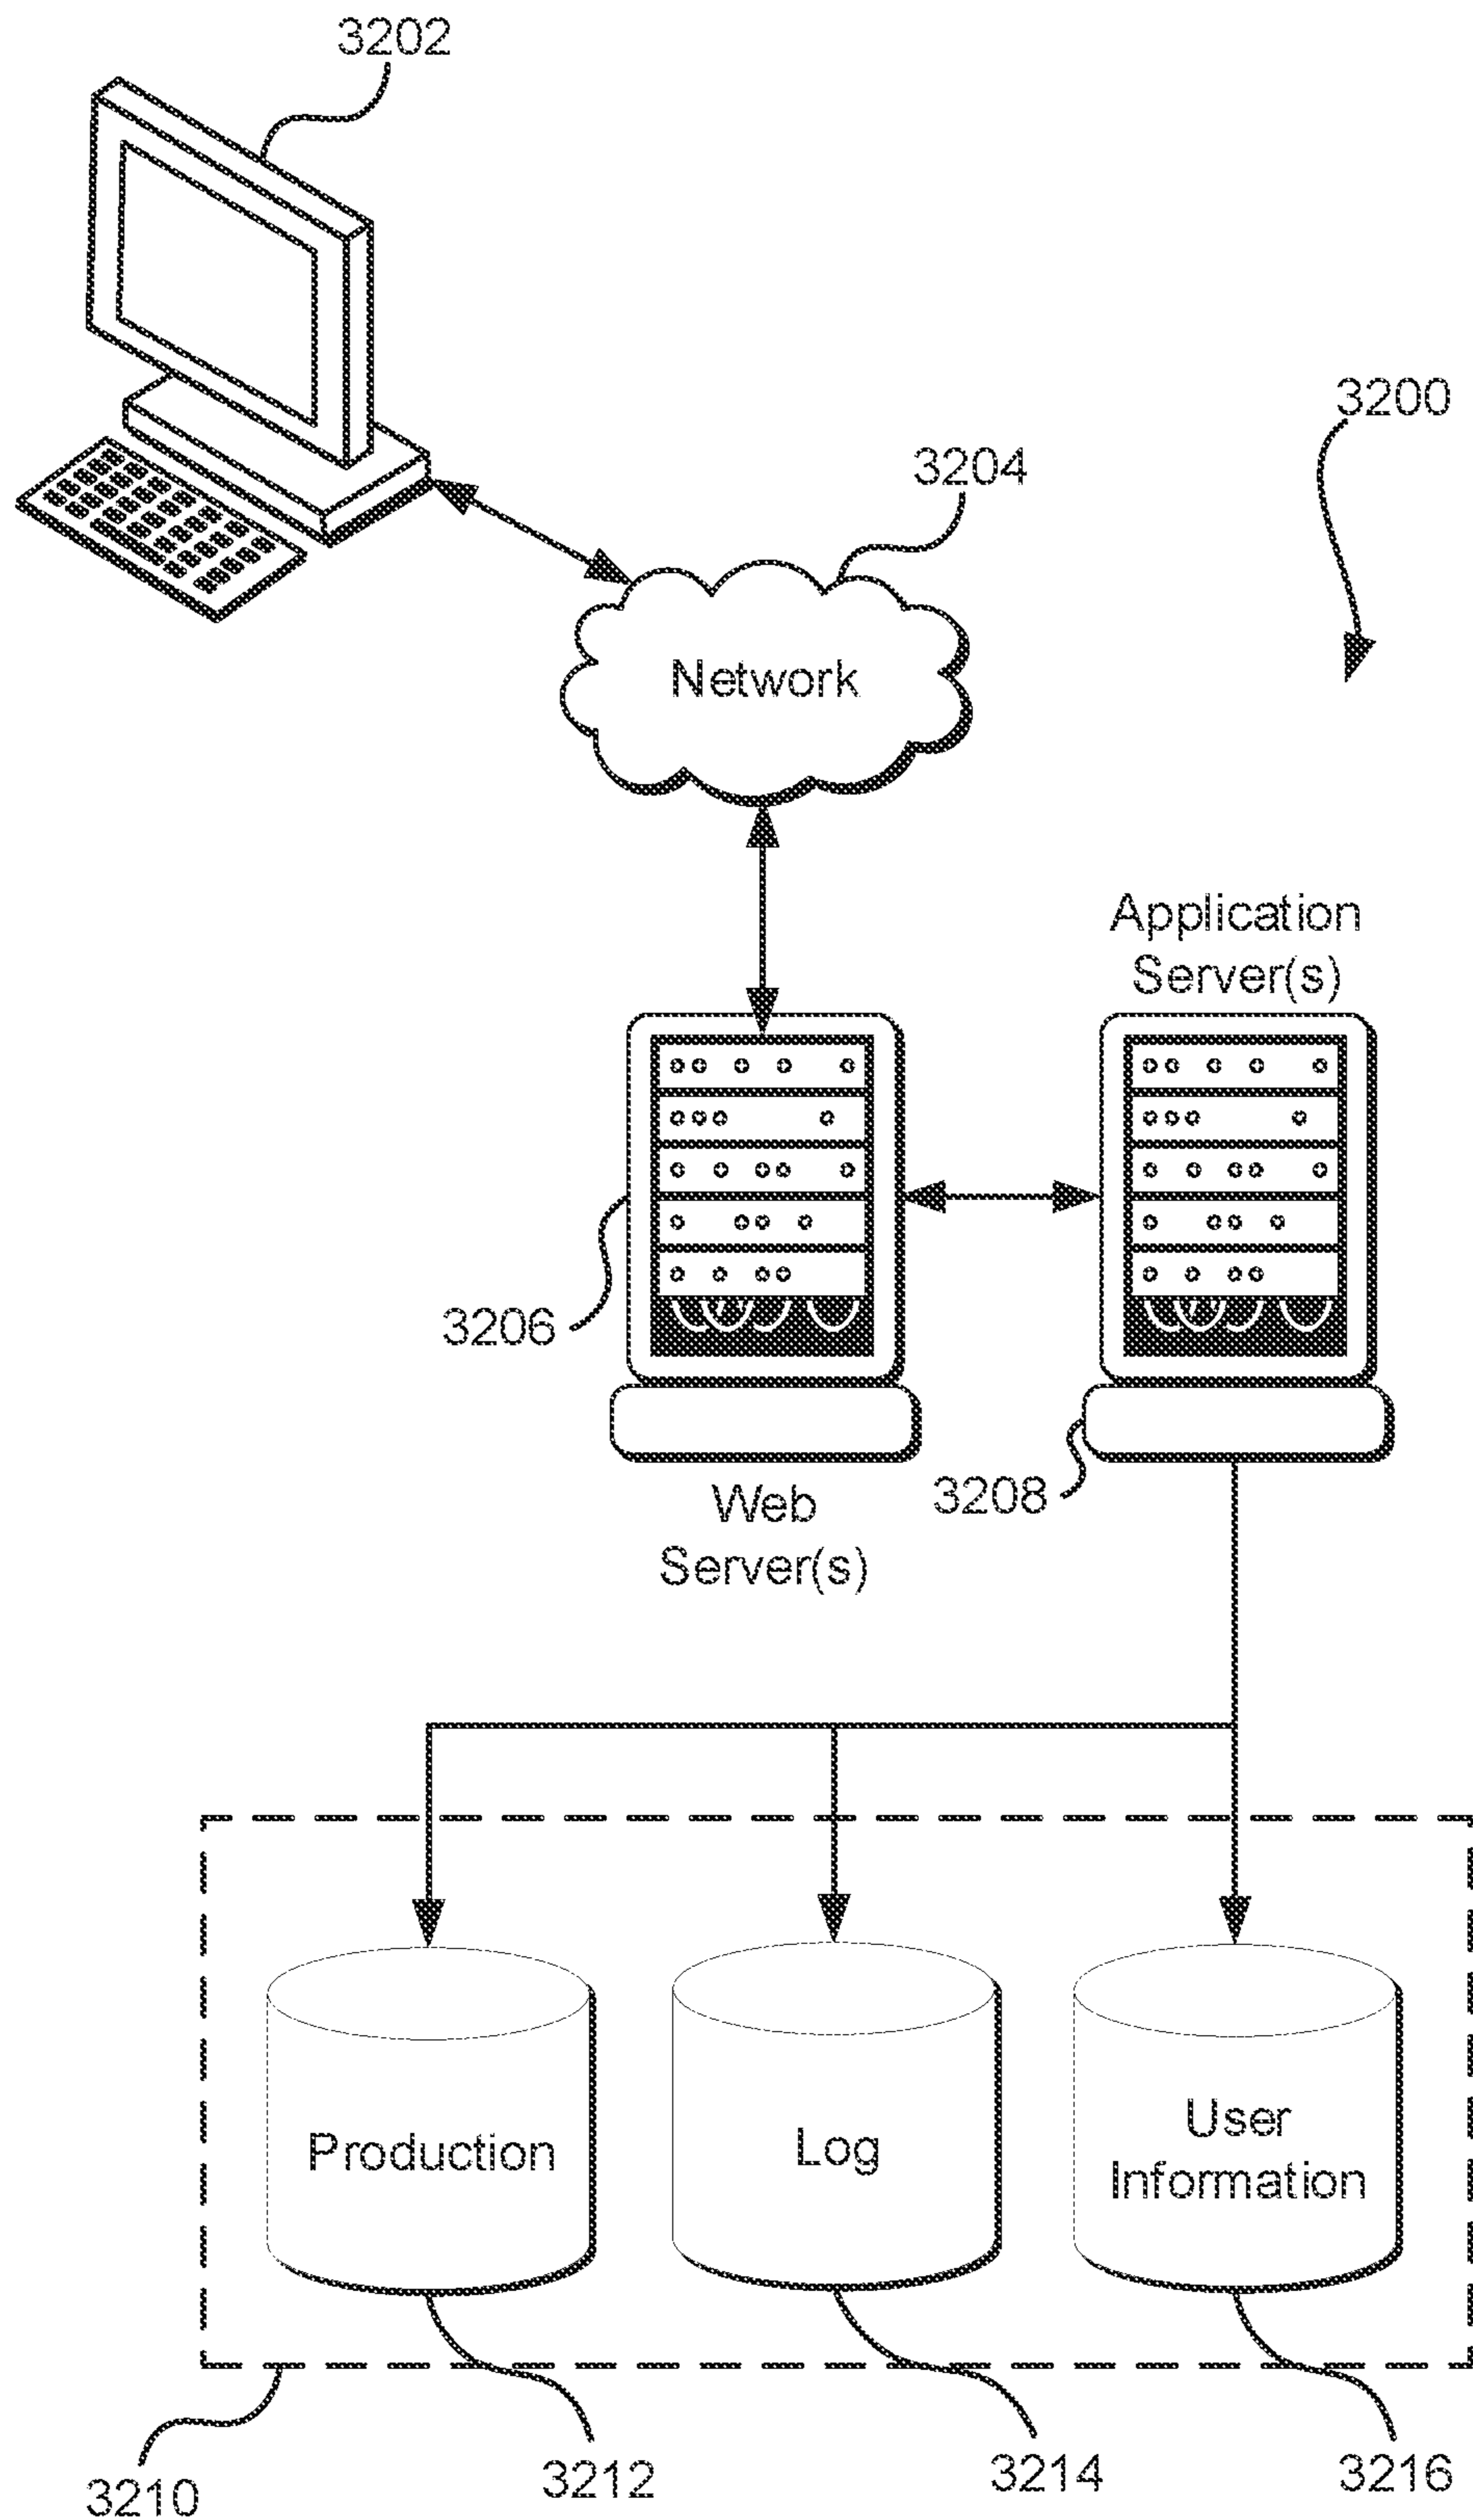 3202
3200
3204
Network
Application
Server(s)
3206
3208
Web
Server(s)
Production
Log
User
Information
3210
3212
3214
3216